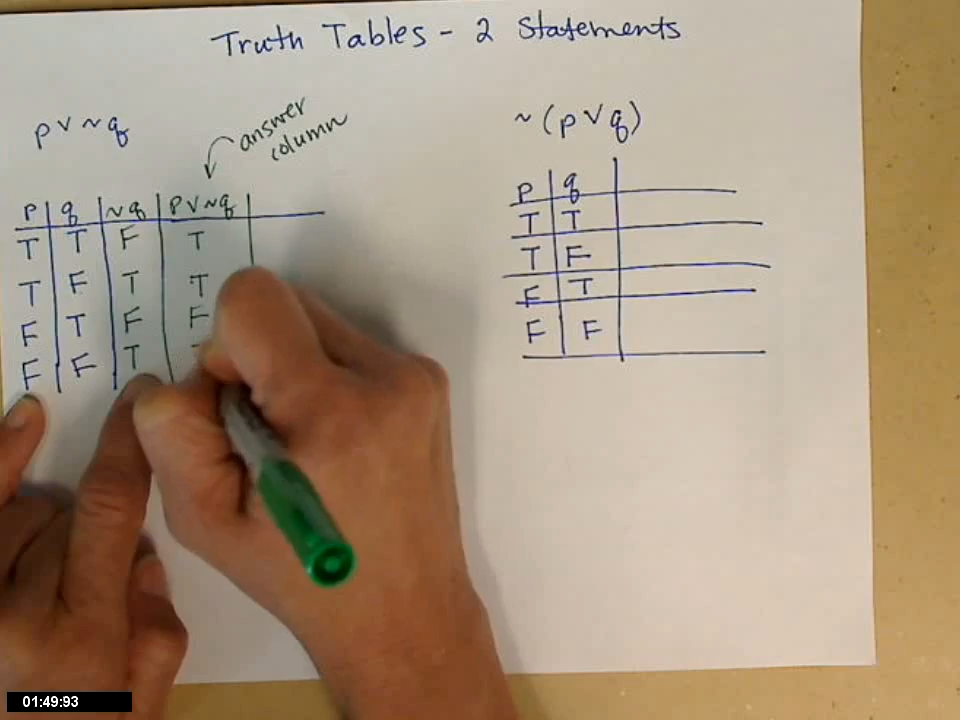 Truth Tables - 2 Statements
p ∨ ~q
answer
column
p q ~q p ∨ ~q
T T F T
T F T T
F T F F
F F T
~(p ∨ q)
p q
T T
T F
F T
F F
01:49:93